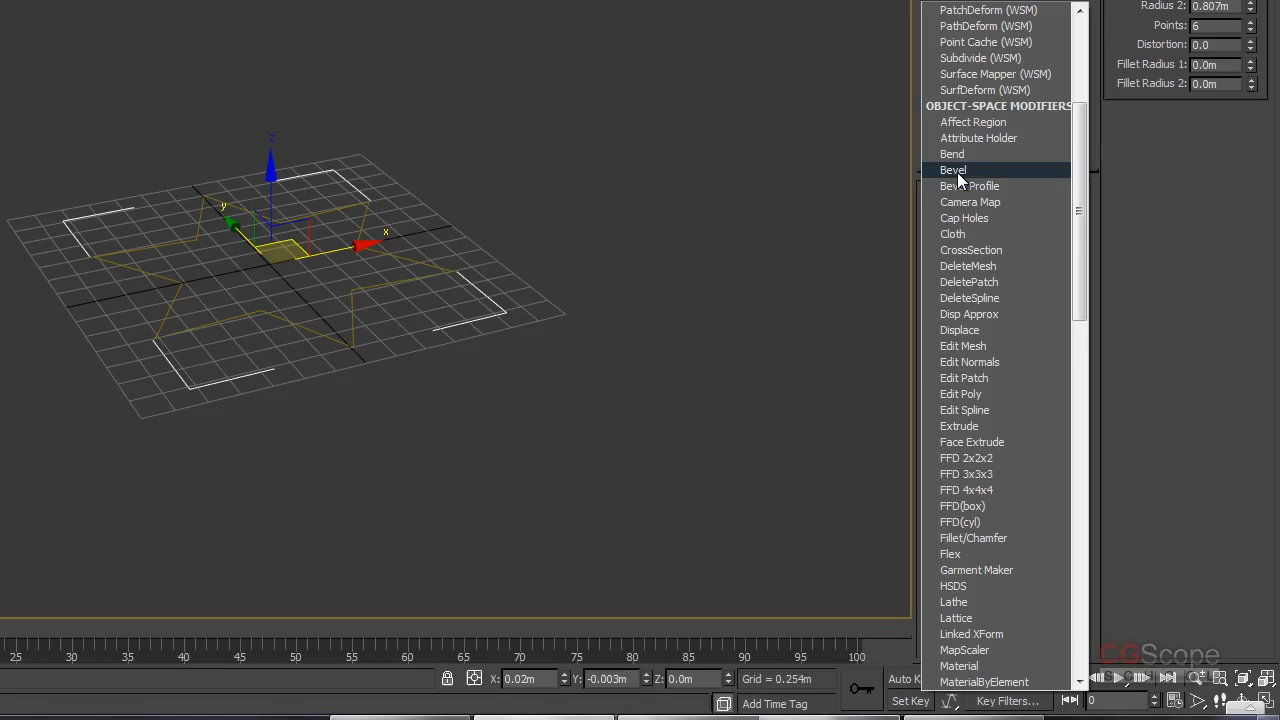 PatchDeform (WSM)
PathDeform (WSM)
Point Cache (WSM)
Subdivide (WSM)
Surface Mapper (WSM)
SurfDeform (WSM)
OBJECT-SPACE MODIFIERS
Affect Region
Attribute Holder
Bend
Bevel
Bevel Profile
Camera Map
Cap Holes
Cloth
CrossSection
DeleteMesh
DeletePatch
DeleteSpline
Disp Approx
Displace
Edit Mesh
Edit Normals
Edit Patch
Edit Poly
Edit Spline
Extrude
Face Extrude
FFD 2x2x2
FFD 3x3x3
FFD 4x4x4
FFD(box)
FFD(cyl)
Fillet/Chamfer
Flex
Garment Maker
HSDS
Lathe
Lattice
Linked XForm
MapScaler
Material
MaterialByElement
Radius 2: 0.807m
Points: 6
Distortion: 0.0
Fillet Radius 1: 0.0m
Fillet Radius 2: 0.0m
z
y
x
25 30 35 40 45 50 55 60 65 70 75 80 85 90 95 100
X: 0.02m Y: -0.003m Z: 0.0m Grid = 0.254m
Auto K
Add Time Tag
Set Key
Key Filters...
0
CGScope